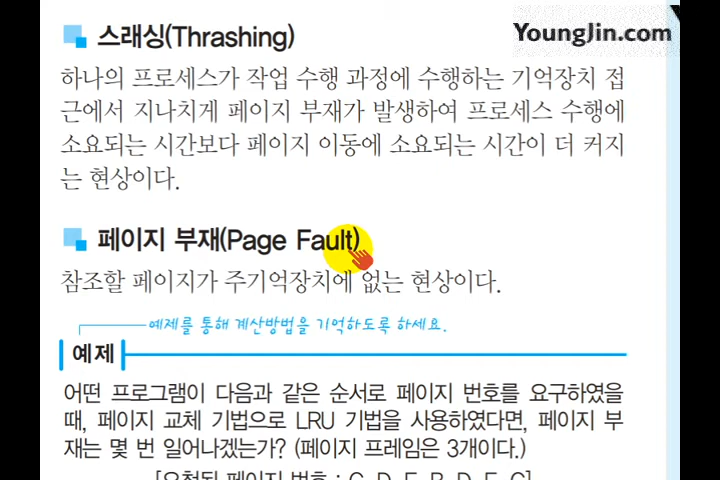 YoungJin.com
스래싱(Thrashing)
하나의 프로세스가 작업 수행 과정에 수행하는 기억장치 접
근에서 지나치게 페이지 부재가 발생하여 프로세스 수행에
소요되는 시간보다 페이지 이동에 소요되는 시간이 더 커지
는 현상이다.
페이지 부재(Page Fault)
참조할 페이지가 주기억장치에 없는 현상이다.
예제를 통해 계산방법을 기억하도록 하세요.
예제
어떤 프로그램이 다음과 같은 순서로 페이지 번호를 요구하였을
때, 페이지 교체 기법으로 LRU 기법을 사용하였다면, 페이지 부
재는 몇 번 일어나겠는가? (페이지 프레임은 3개이다.)
[요청된 페이지 번호 :